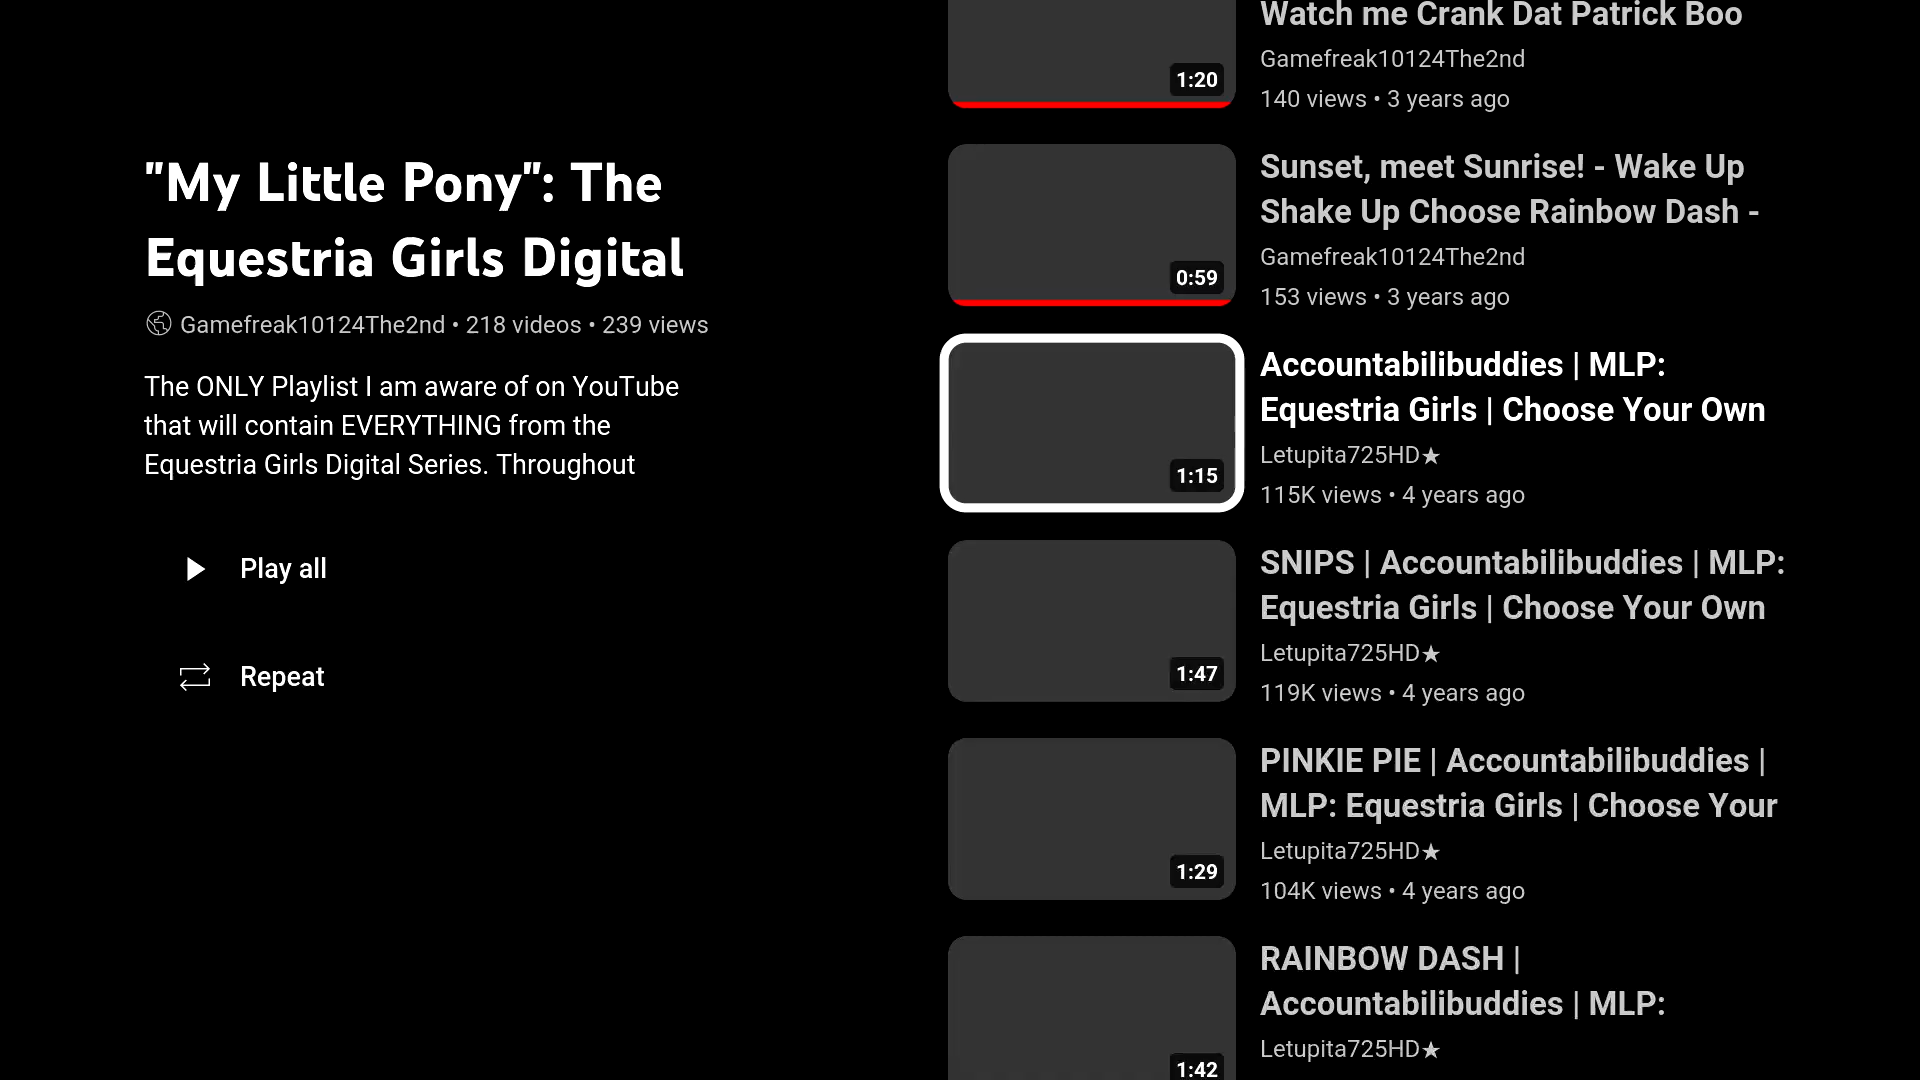 "My Little Pony": The
Equestria Girls Digital
Gamefreak10124The2nd • 218 videos • 239 views
The ONLY Playlist I am aware of on YouTube
that will contain EVERYTHING from the
Equestria Girls Digital Series. Throughout
Play all
Repeat
Watch me Crank Dat Patrick Boo
Gamefreak10124The2nd
140 views • 3 years ago
1:20
Sunset, meet Sunrise! - Wake Up
Shake Up Choose Rainbow Dash -
Gamefreak10124The2nd
153 views • 3 years ago
0:59
Accountabilibuddies | MLP:
Equestria Girls | Choose Your Own
Letupita725HD★
115K views • 4 years ago
1:15
SNIPS | Accountabilibuddies | MLP:
Equestria Girls | Choose Your Own
Letupita725HD★
119K views • 4 years ago
1:47
PINKIE PIE | Accountabilibuddies |
MLP: Equestria Girls | Choose Your
Letupita725HD★
104K views • 4 years ago
1:29
RAINBOW DASH |
Accountabilibuddies | MLP:
Letupita725HD★
1:42